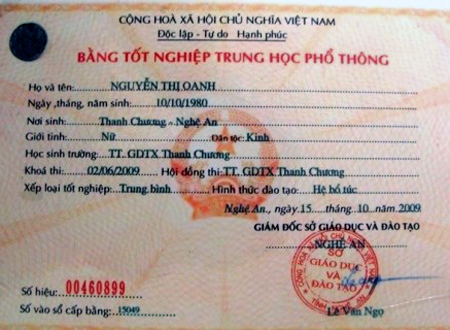 CỘNG HOÀ XÃ HỘI CHỦ NGHĨA VIỆT NAM
Độc lập - Tự do Hạnh phúc
BẰNG TỐT NGHIỆP TRUNG HỌC PHỔ THÔNG
Họ và tên: NGUYỄN THỊ OANH
Ngày ,tháng, năm sinh: 10/10/1980
Nơi sinh: Thanh Chương - Nghệ An
Giới tính: Nữ Dân tộc: Kinh
Học sinh trường: TT. GDTX Thanh Chương
Khoá thi: 02/06/2009 Hội đồng thi: TT. GDTX Thanh Chương
Xếp loại tốt nghiệp: Trung bình Hình thức đào tạo: Hệ bổ túc
Nghệ An, ngày 15 tháng 10 năm 2009
GIÁM ĐỐC SỞ GIÁO DỤC VÀ ĐÀO TẠO
NGHỆ AN
SỞ
GIÁO DỤC
VÀ
ĐÀO TẠO
Số hiệu: 00460899
Số vào sổ cấp bằng: 15049
Lê Văn Ngọ